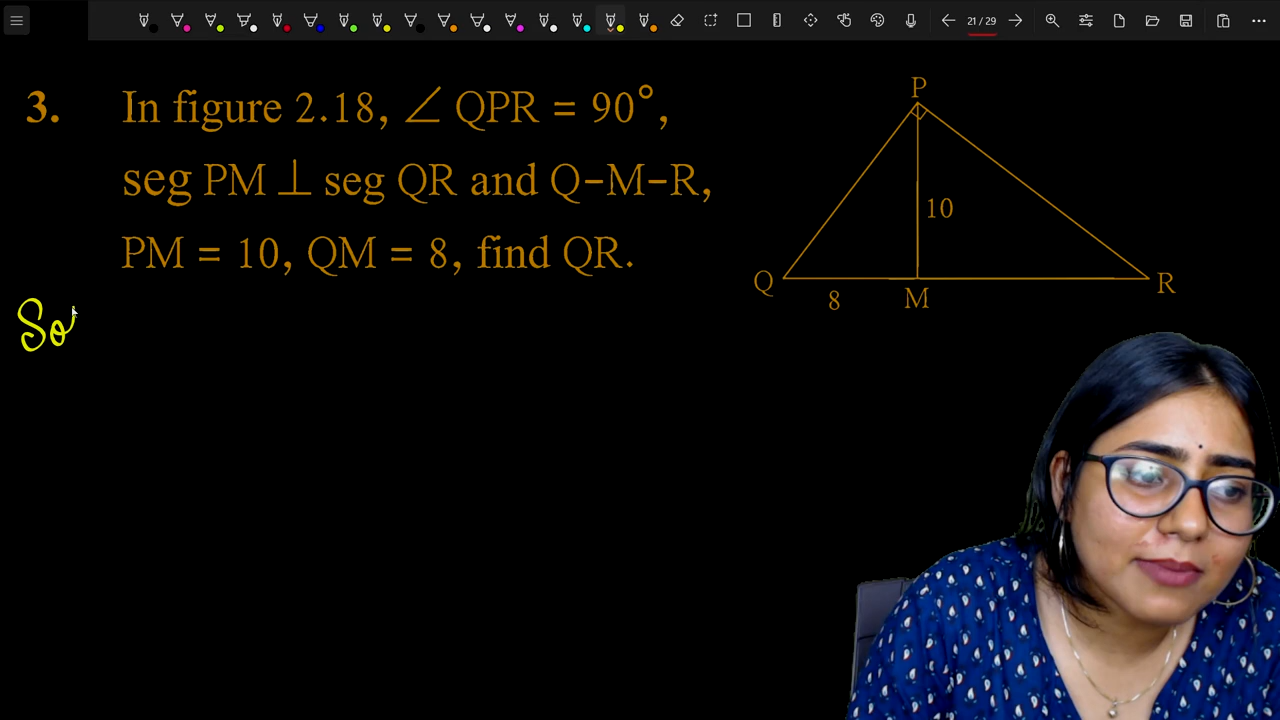 21 / 29
3. In figure 2.18, ∠ QPR = 90°,
seg PM ⊥ seg QR and Q-M-R,
PM = 10, QM = 8, find QR.
P
10
Q
8
M
R
So